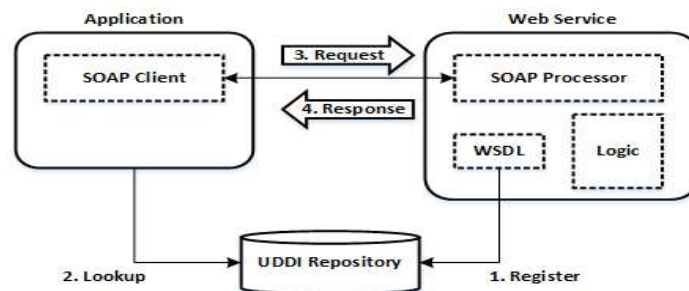 Application
Web Service
3. Request
SOAP Client
SOAP Processor
4. Response
WSDL
Logic
UDDI Repository
2. Lookup
1. Register